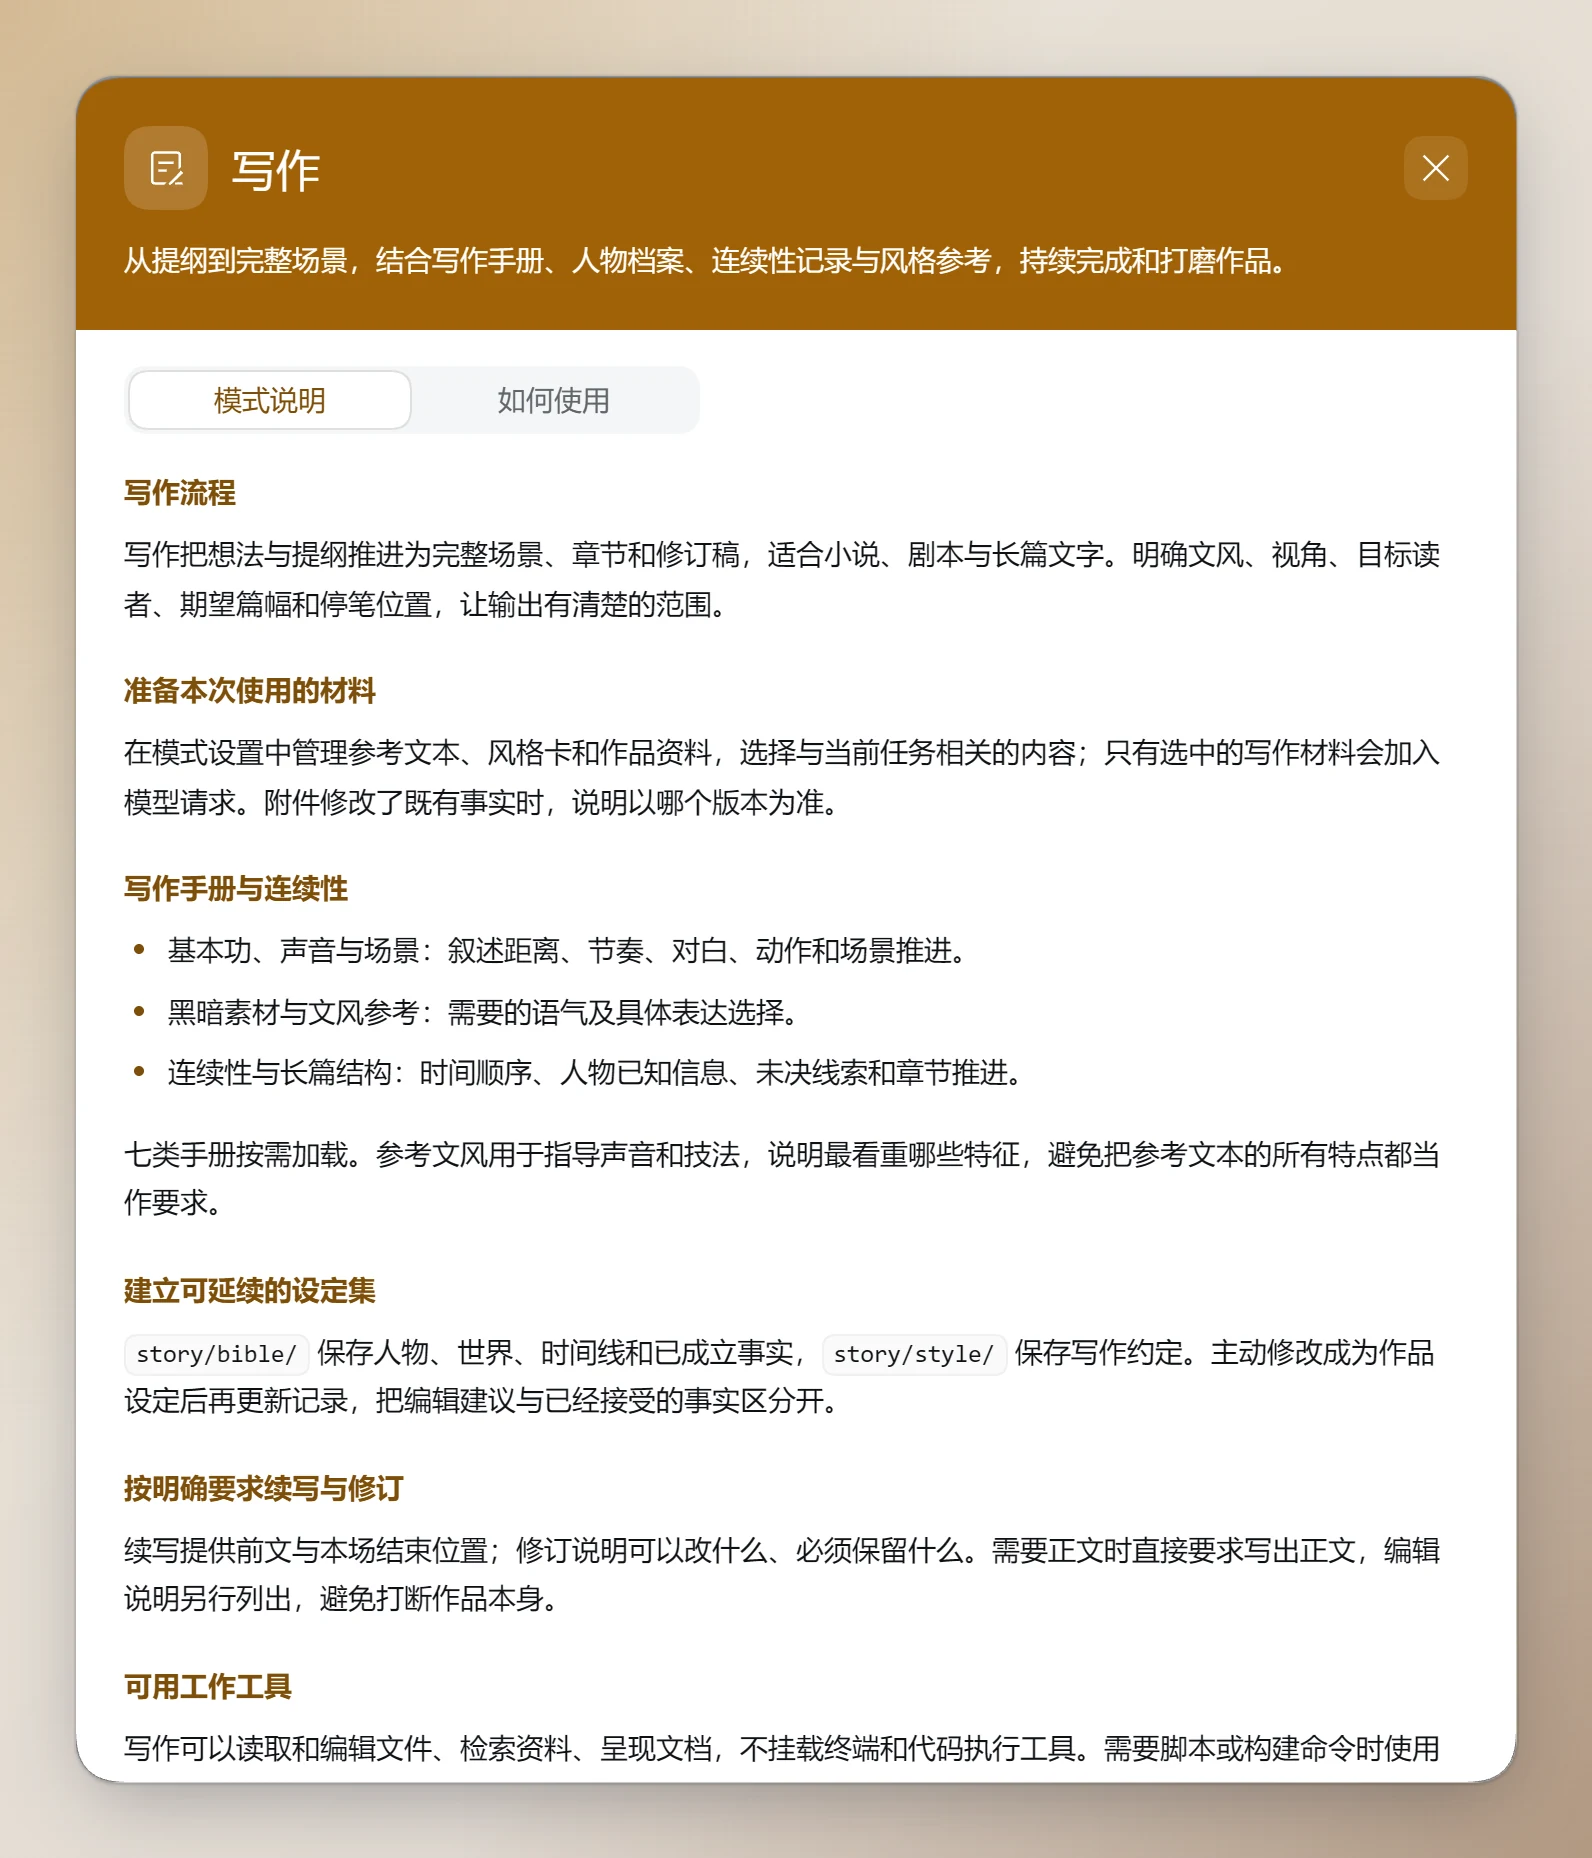 写作
从提纲到完整场景，结合写作手册、人物档案、连续性记录与风格参考，持续完成和打磨作品。
模式说明
如何使用
写作流程
写作把想法与提纲推进为完整场景、章节和修订稿，适合小说、剧本与长篇文字。明确文风、视角、目标读
者、期望篇幅和停笔位置，让输出有清楚的范围。
准备本次使用的材料
在模式设置中管理参考文本、风格卡和作品资料，选择与当前任务相关的内容；只有选中的写作材料会加入
模型请求。附件修改了既有事实时，说明以哪个版本为准。
写作手册与连续性
• 基本功、声音与场景：叙述距离、节奏、对白、动作和场景推进。
• 黑暗素材与文风参考：需要的语气及具体表达选择。
• 连续性与长篇结构：时间顺序、人物已知信息、未决线索和章节推进。
七类手册按需加载。参考文风用于指导声音和技法，说明最看重哪些特征，避免把参考文本的所有特点都当
作要求。
建立可延续的设定集
story/bible/ 保存人物、世界、时间线和已成立事实， story/style/ 保存写作约定。主动修改成为作品
设定后再更新记录，把编辑建议与已经接受的事实区分开。
按明确要求续写与修订
续写提供前文与本场结束位置；修订说明可以改什么、必须保留什么。需要正文时直接要求写出正文，编辑
说明另行列出，避免打断作品本身。
可用工作工具
写作可以读取和编辑文件、检索资料、呈现文档，不挂载终端和代码执行工具。需要脚本或构建命令时使用